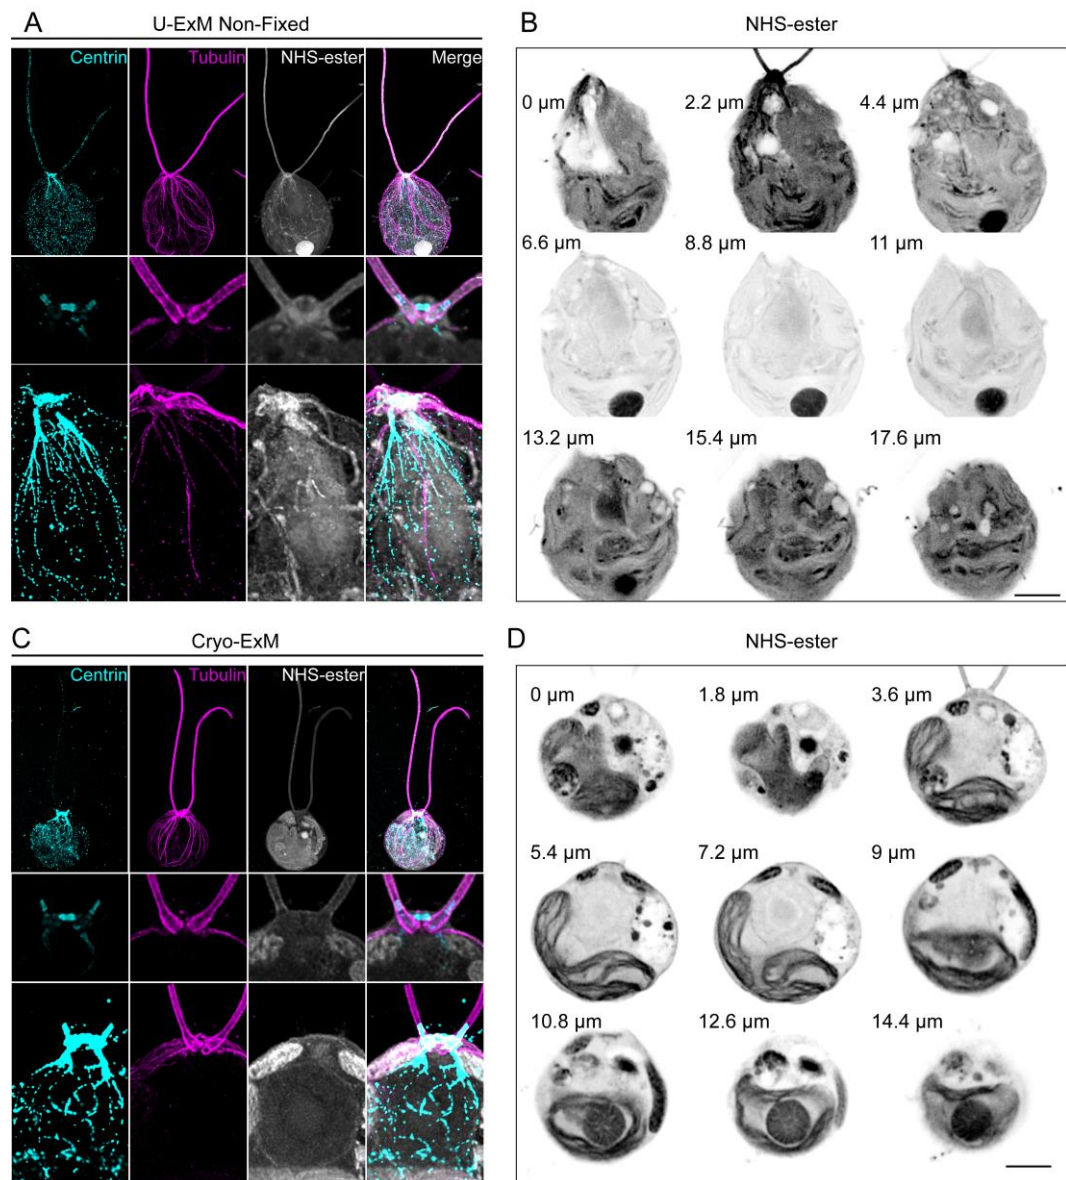 A
U-ExM Non-Fixed
Centrin
Tubulin
NHS-ester
Merge
B
NHS-ester
0 µm
2.2 µm
4.4 µm
6.6 µm
8.8 µm
11 µm
13.2 µm
15.4 µm
17.6 µm
C
Cryo-ExM
Centrin
Tubulin
NHS-ester
D
NHS-ester
0 µm
1.8 µm
3.6 µm
5.4 µm
7.2 µm
9 µm
10.8 µm
12.6 µm
14.4 µm